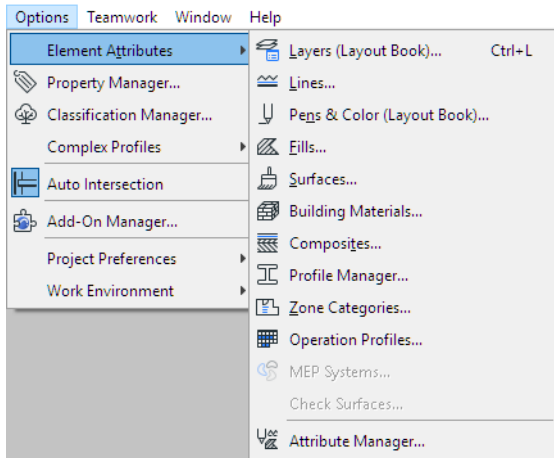 Options Teamwork Window Help
Element Attributes
Property Manager...
Classification Manager...
Complex Profiles
Auto Intersection
Add-On Manager...
Project Preferences
Work Environment
Layers (Layout Book)... Ctrl+L
Lines...
Pens & Color (Layout Book)...
Fills...
Surfaces...
Building Materials...
Composites...
Profile Manager...
Zone Categories...
Operation Profiles...
MEP Systems...
Check Surfaces...
Attribute Manager...